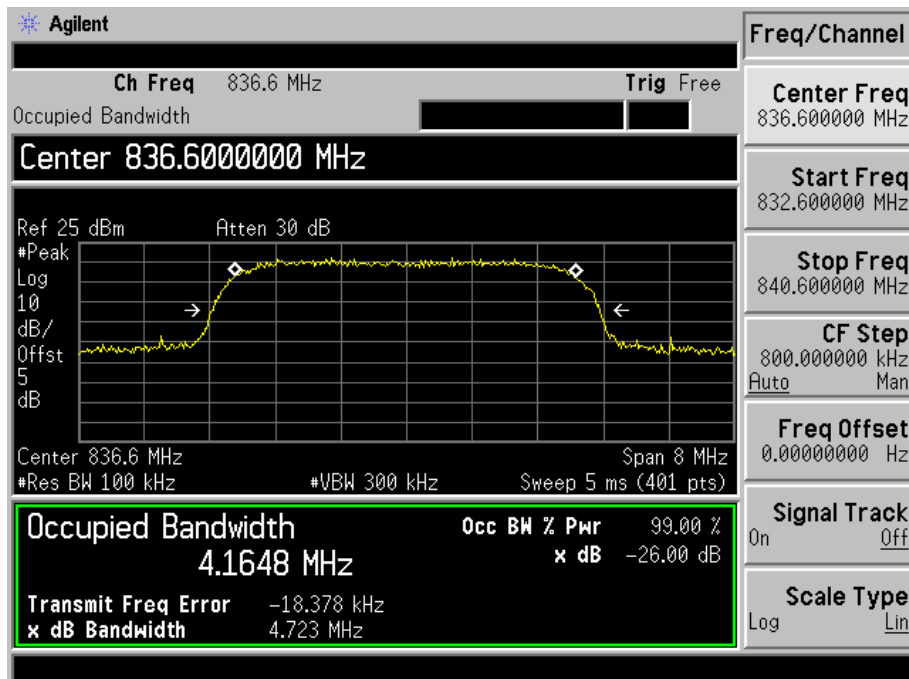 Agilent
Freq/Channel
Ch Freq 836.6 MHz Trig Free
Occupied Bandwidth
Center 836.6000000 MHz
Ref 25 dBm Atten 30 dB
#Peak
Log
10
dB/
Offst
5
dB
Center 836.6 MHz Span 8 MHz
#Res BW 100 kHz #VBW 300 kHz Sweep 5 ms (401 pts)
Occupied Bandwidth
4.1648 MHz
Occ BW % Pwr 99.00 %
x dB -26.00 dB
Transmit Freq Error -18.378 kHz
x dB Bandwidth 4.723 MHz
Center Freq
836.600000 MHz
Start Freq
832.600000 MHz
Stop Freq
840.600000 MHz
CF Step
800.000000 kHz
Auto Man
Freq Offset
0.00000000 Hz
Signal Track
On Off
Scale Type
Log Lin